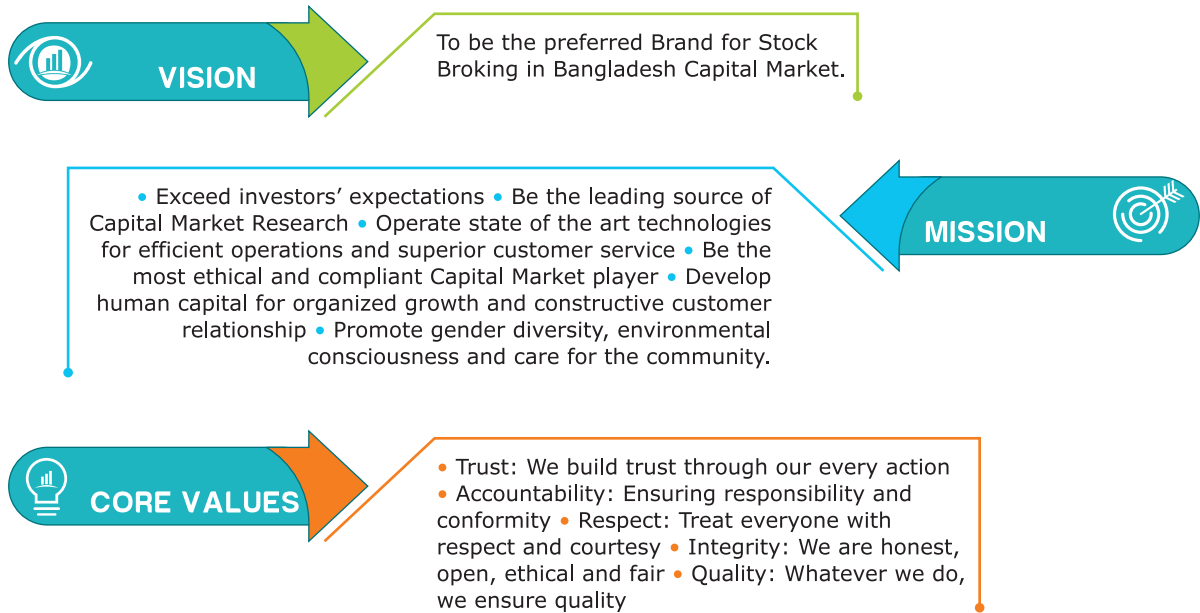 VISION
To be the preferred Brand for Stock
Broking in Bangladesh Capital Market.
• Exceed investors’ expectations • Be the leading source of
Capital Market Research • Operate state of the art technologies
for efficient operations and superior customer service • Be the
most ethical and compliant Capital Market player • Develop
human capital for organized growth and constructive customer
relationship • Promote gender diversity, environmental
consciousness and care for the community.
MISSION
CORE VALUES
• Trust: We build trust through our every action
• Accountability: Ensuring responsibility and
conformity • Respect: Treat everyone with
respect and courtesy • Integrity: We are honest,
open, ethical and fair • Quality: Whatever we do,
we ensure quality